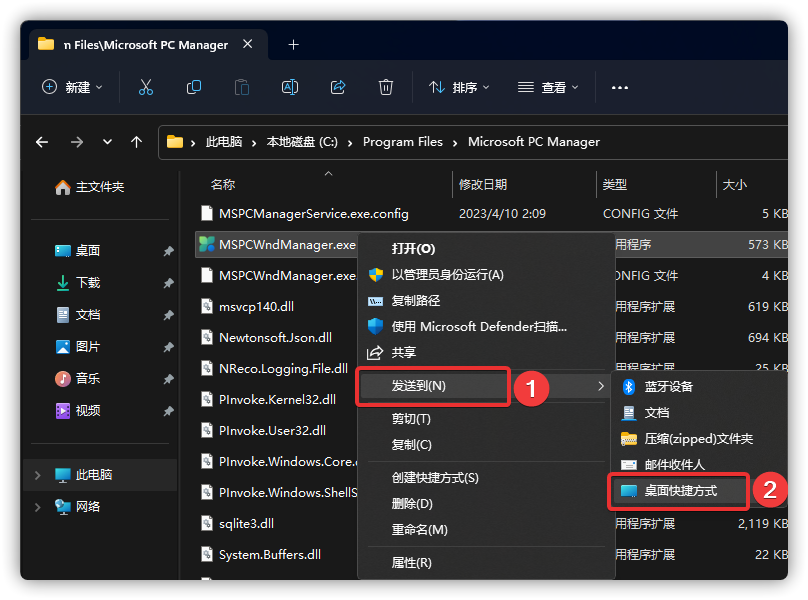 n Files\Microsoft PC Manager
新建
排序
查看
此电脑
本地磁盘 (C:)
Program Files
Microsoft PC Manager
主文件夹
桌面
下载
文档
图片
音乐
视频
此电脑
网络
名称
修改日期
类型
大小
MSPCManagerService.exe.config
2023/4/10 2:09
CONFIG 文件
5 KB
MSPCWndManager.exe
用程序
573 KB
MSPCWndManager.exe.
ONFIG 文件
4 KB
msvcp140.dll
用程序扩展
619 KB
Newtonsoft.Json.dll
用程序扩展
694 KB
NReco.Logging.File.dll
用程序扩展
25 KB
PInvoke.Kernel32.dll
PInvoke.User32.dll
PInvoke.Windows.Core.
PInvoke.Windows.ShellS
sqlite3.dll
用程序扩展
2,119 KB
System.Buffers.dll
用程序扩展
22 KB
打开(O)
以管理员身份运行(A)
复制路径
使用 Microsoft Defender扫描...
共享
发送到(N)
1
剪切(T)
复制(C)
创建快捷方式(S)
删除(D)
重命名(M)
属性(R)
蓝牙设备
文档
压缩(zipped)文件夹
邮件收件人
桌面快捷方式
2